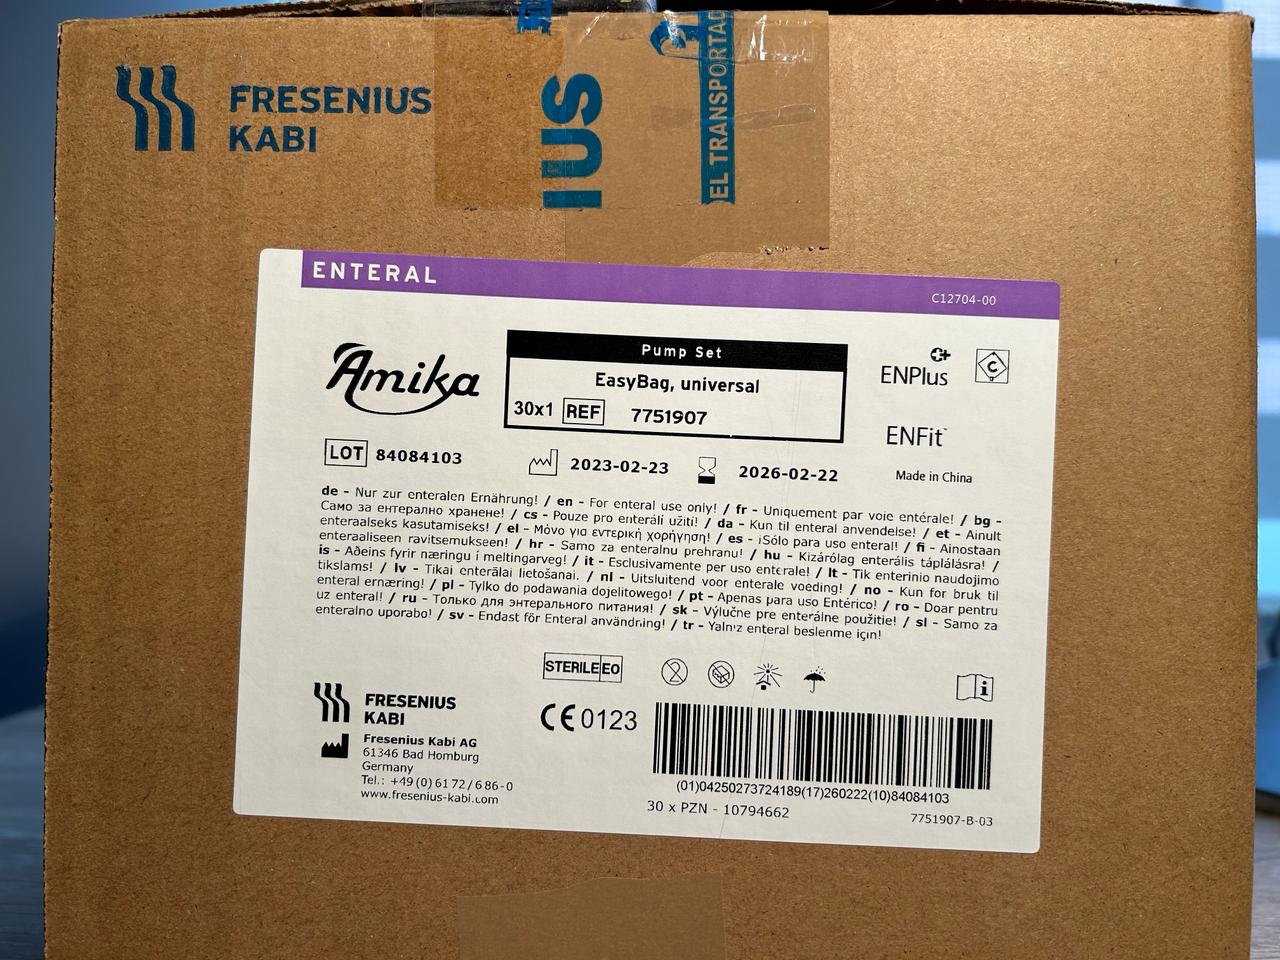 FRESENIUS
KABI
IUS
EL TRANSPORTAD
ENTERAL
C12704-00
Amika
Pump Set
EasyBag, universal
30x1 REF 7751907
ENPlus
C
ENFit™
LOT 84084103
2023-02-23
2026-02-22
Made in China
de - Nur zur enteralen Ernährung! / en - For enteral use only! / fr - Uniquement par voie entérale! / bg -
Само за ентерално хранене! / cs - Pouze pro enterálí užití! / da - Kun til enteral anvendelse! / et - Ainult
enteraalseks kasutamiseks! / el - Μόνο για εντερική χορήγηση! / es - ¡Sólo para uso enteral! / fi - Ainostaan
enteraaliseen ravitsemukseen! / hr - Samo za enteralnu prehranu! / hu - Kizárólag enterális táplálásra! /
is - Aðeins fyrir næringu í meltingarveg! / it - Esclusivamente per uso enterale! / lt - Tik enterinio naudojimo
tikslams! / lv - Tikai enterālai lietošanai. / nl - Uitsluitend voor enterale voeding! / no - Kun for bruk til
enteral ernæring! / pl - Tylko do podawania dojelitowego! / pt - Apenas para uso Entérico! / ro - Doar pentru
uz enteral! / ru - Только для энтерального питания! / sk - Výlučne pre enterálne použitie! / sl - Samo za
enteralno uporabo! / sv - Endast för Enteral användning! / tr - Yalnız enteral beslenme için!
STERILE EO
2
i
FRESENIUS
KABI
Fresenius Kabi AG
61346 Bad Homburg
Germany
Tel.: +49 (0) 61 72 / 6 86-0
www.fresenius-kabi.com
CE 0123
(01)04250273724189(17)260222(10)84084103
30 x PZN - 10794662
7751907-B-03